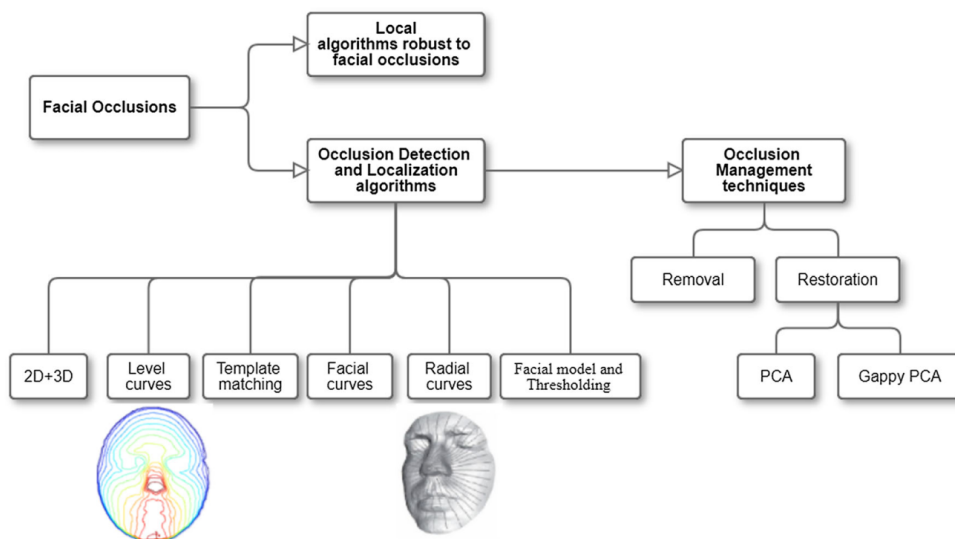 Local
algorithms robust to
facial occlusions
Facial Occlusions
Occlusion Detection
and Localization
algorithms
Occlusion
Management
techniques
Removal
Restoration
2D+3D
Level
curves
Template
matching
Facial
curves
Radial
curves
Facial model and
Thresholding
PCA
Gappy PCA